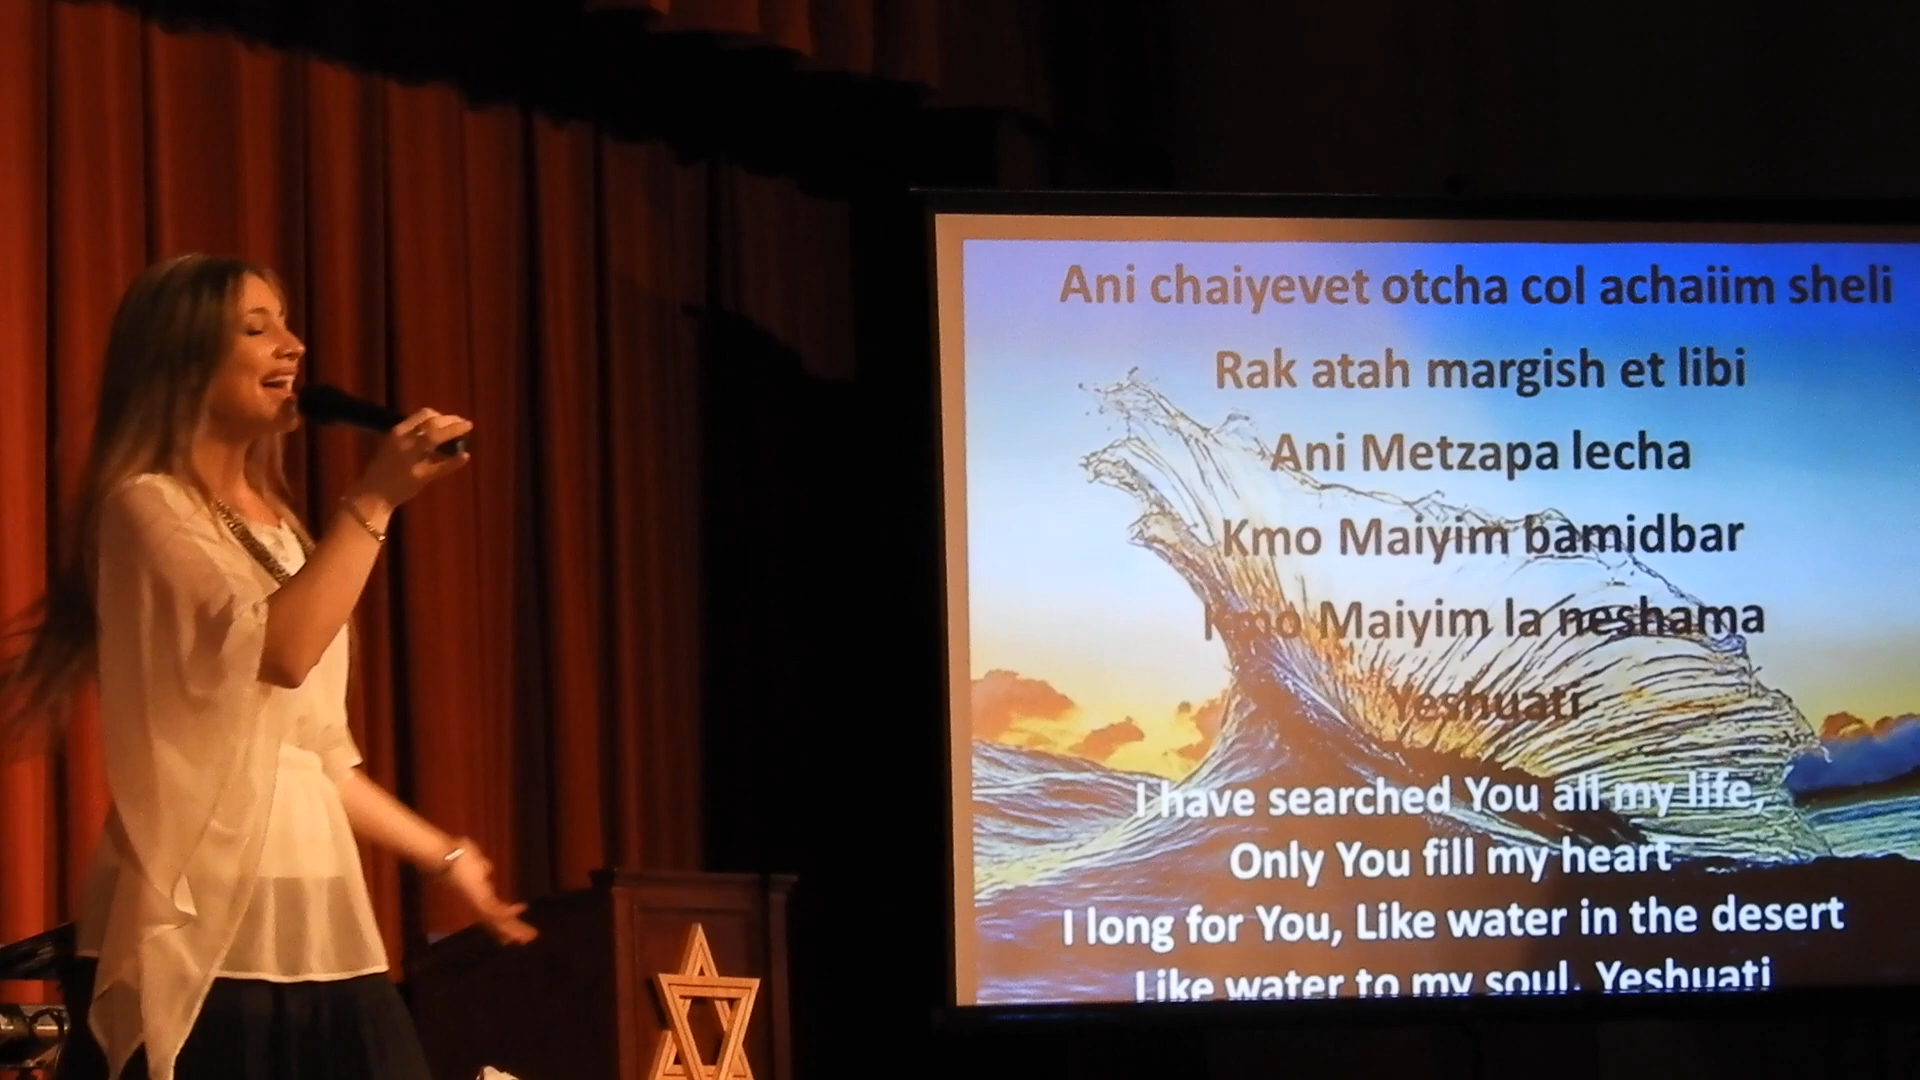 Ani chaiyevet otcha col achaiim sheli
Rak atah margish et libi
Ani Metzapa lecha
Kmo Maiyim bamidbar
Kmo Maiyim la neshama
Yeshuati
I have searched You all my life,
Only You fill my heart
I long for You, Like water in the desert
Like water to my soul, Yeshuati